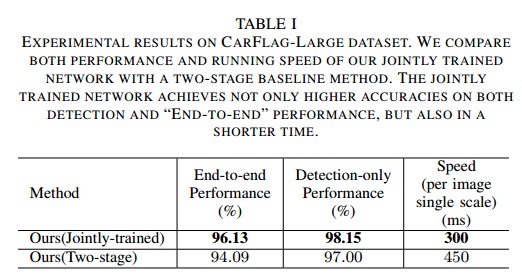 TABLE I
EXPERIMENTAL RESULTS ON CARFLAG-LARGE DATASET. WE COMPARE
BOTH PERFORMANCE AND RUNNING SPEED OF OUR JOINTLY TRAINED
NETWORK WITH A TWO-STAGE BASELINE METHOD. THE JOINTLY
TRAINED NETWORK ACHIEVES NOT ONLY HIGHER ACCURACIES ON BOTH
DETECTION AND “END-TO-END” PERFORMANCE, BUT ALSO IN A
SHORTER TIME.
Method End-to-end Performance (%) Detection-only Performance (%) Speed (per image single scale) (ms)
Ours(Jointly-trained) 96.13 98.15 300
Ours(Two-stage) 94.09 97.00 450